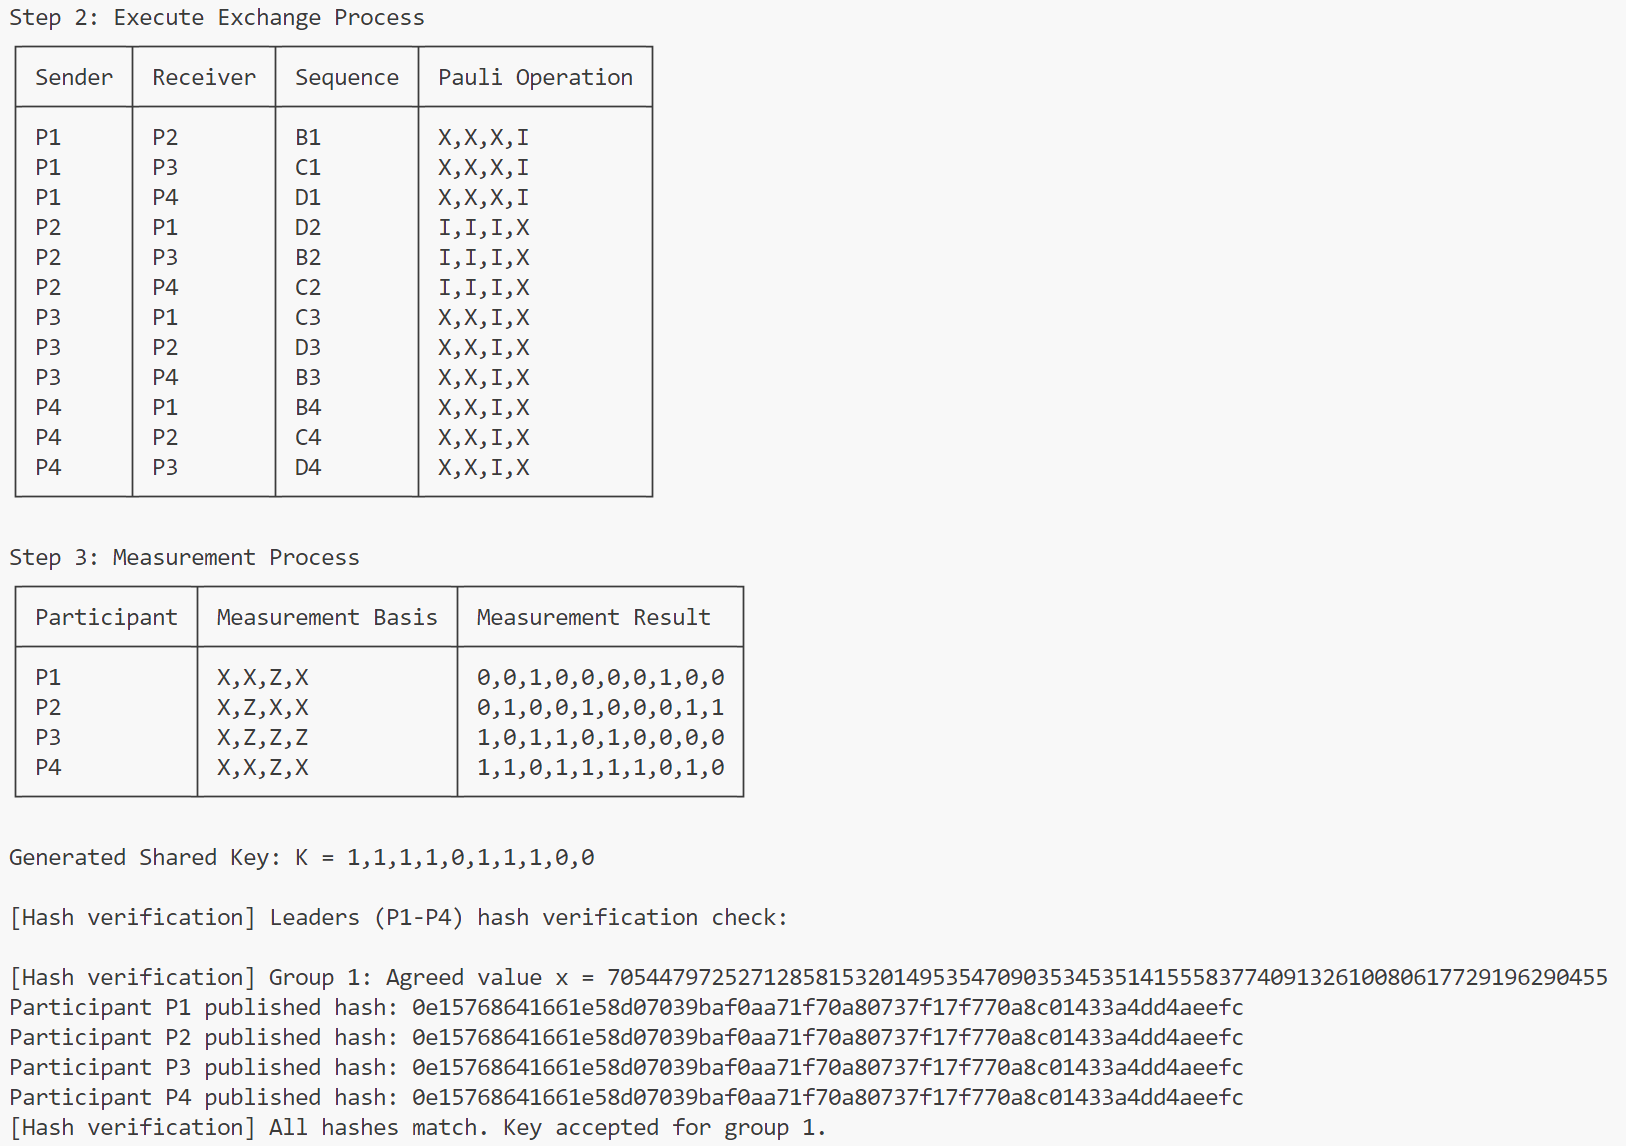 Step 2: Execute Exchange Process
Sender Receiver Sequence Pauli Operation
P1 P2 B1 X,X,X,I
P1 P3 C1 X,X,X,I
P1 P4 D1 X,X,X,I
P2 P1 D2 I,I,I,X
P2 P3 B2 I,I,I,X
P2 P4 C2 I,I,I,X
P3 P1 C3 X,X,I,X
P3 P2 D3 X,X,I,X
P3 P4 B3 X,X,I,X
P4 P1 B4 X,X,I,X
P4 P2 C4 X,X,I,X
P4 P3 D4 X,X,I,X
Step 3: Measurement Process
Participant Measurement Basis Measurement Result
P1 X,X,Z,X 0,0,1,0,0,0,0,1,0,0
P2 X,Z,X,X 0,1,0,0,1,0,0,0,1,1
P3 X,Z,Z,Z 1,0,1,1,0,1,0,0,0,0
P4 X,X,Z,X 1,1,0,1,1,1,1,0,1,0
Generated Shared Key: K = 1,1,1,1,0,1,1,1,0,0
[Hash verification] Leaders (P1-P4) hash verification check:
[Hash verification] Group 1: Agreed value x = 70544797252712858153201495354709035345351415558377409132610080617729196290455
Participant P1 published hash: 0e15768641661e58d07039baf0aa71f70a80737f17f770a8c01433a4dd4aeefc
Participant P2 published hash: 0e15768641661e58d07039baf0aa71f70a80737f17f770a8c01433a4dd4aeefc
Participant P3 published hash: 0e15768641661e58d07039baf0aa71f70a80737f17f770a8c01433a4dd4aeefc
Participant P4 published hash: 0e15768641661e58d07039baf0aa71f70a80737f17f770a8c01433a4dd4aeefc
[Hash verification] All hashes match. Key accepted for group 1.